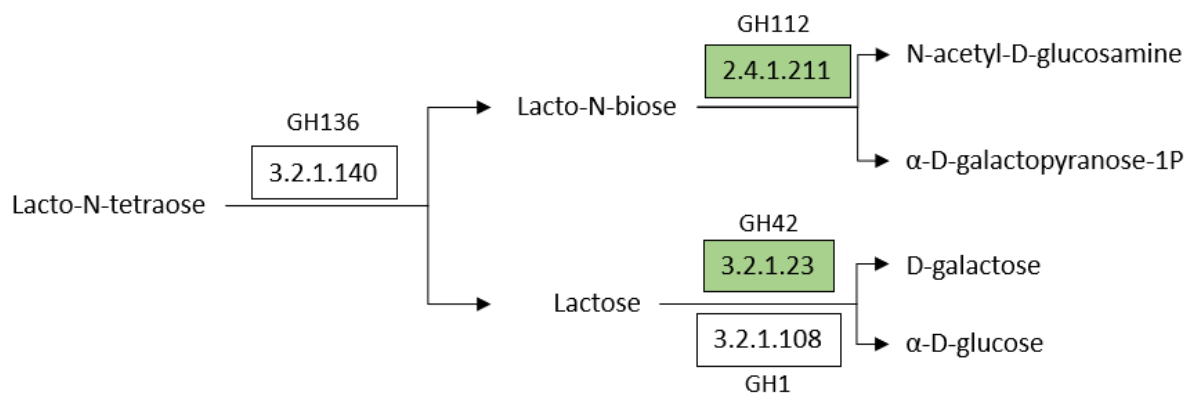 GH112
2.4.1.211
N-acetyl-D-glucosamine
Lacto-N-biose
α-D-galactopyranose-1P
GH136
3.2.1.140
Lacto-N-tetraose
GH42
3.2.1.23
D-galactose
Lactose
3.2.1.108
α-D-glucose
GH1